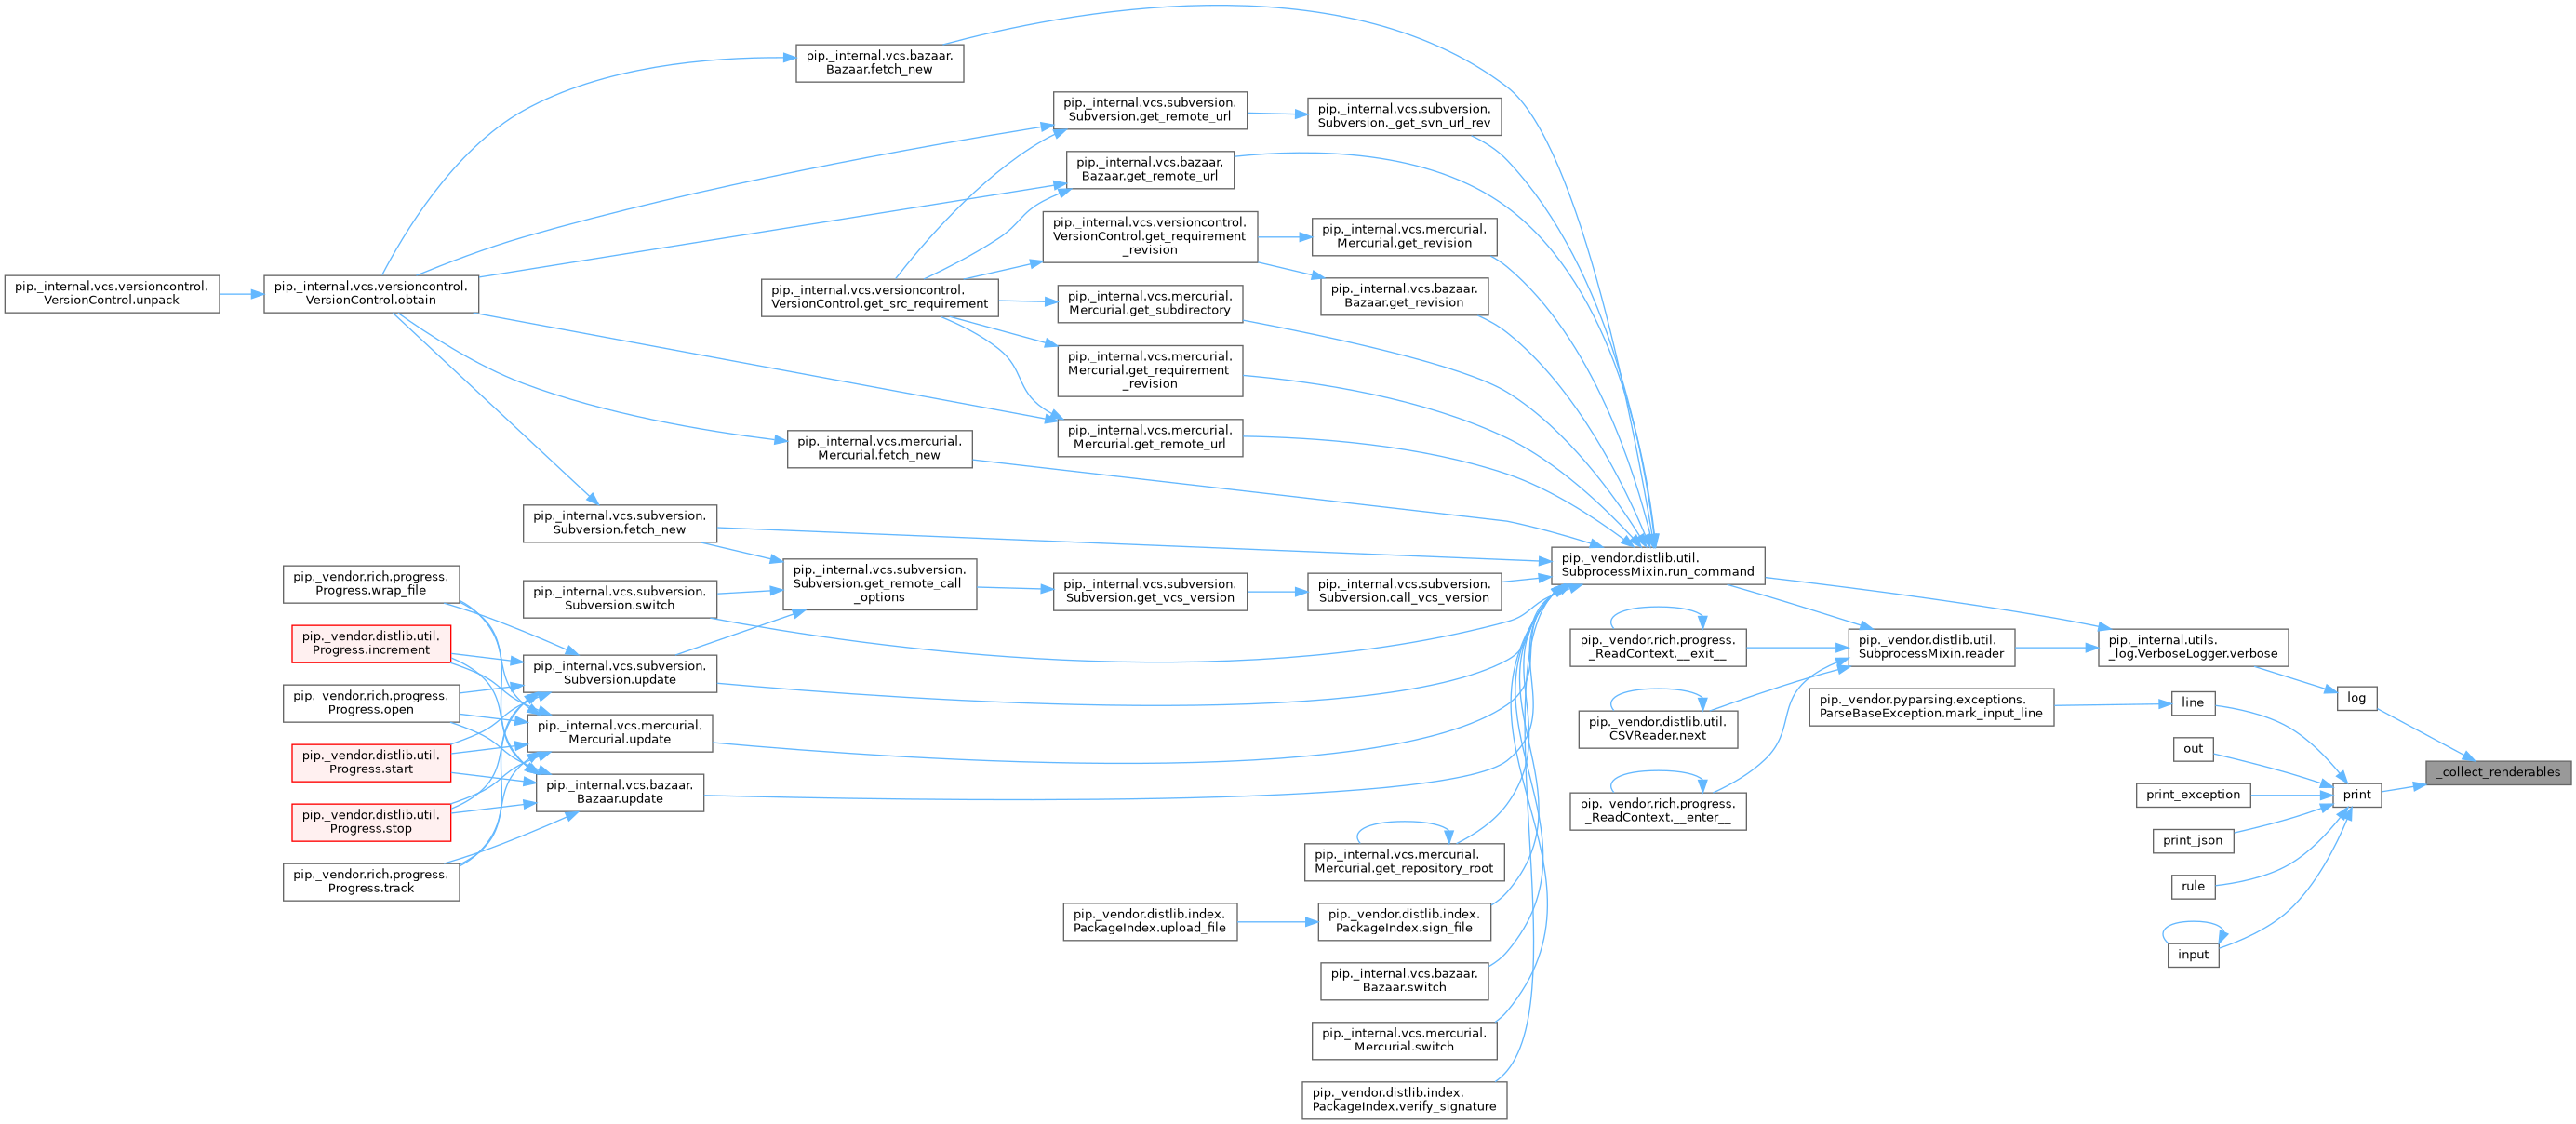 pip._internal.vcs.bazaar.
Bazaar.fetch_new
pip._internal.vcs.subversion.
Subversion.get_remote_url
pip._internal.vcs.subversion.
Subversion._get_svn_url_rev
pip._internal.vcs.bazaar.
Bazaar.get_remote_url
pip._internal.vcs.versioncontrol.
VersionControl.get_requirement
_revision
pip._internal.vcs.mercurial.
Mercurial.get_revision
pip._internal.vcs.versioncontrol.
VersionControl.unpack
pip._internal.vcs.versioncontrol.
VersionControl.obtain
pip._internal.vcs.versioncontrol.
VersionControl.get_src_requirement
pip._internal.vcs.mercurial.
Mercurial.get_subdirectory
pip._internal.vcs.bazaar.
Bazaar.get_revision
pip._internal.vcs.mercurial.
Mercurial.get_requirement
_revision
pip._internal.vcs.mercurial.
Mercurial.get_remote_url
pip._internal.vcs.mercurial.
Mercurial.fetch_new
pip._internal.vcs.subversion.
Subversion.fetch_new
pip._vendor.distlib.util.
SubprocessMixin.run_command
pip._vendor.rich.progress.
Progress.wrap_file
pip._internal.vcs.subversion.
Subversion.switch
pip._internal.vcs.subversion.
Subversion.get_remote_call
_options
pip._internal.vcs.subversion.
Subversion.get_vcs_version
pip._internal.vcs.subversion.
Subversion.call_vcs_version
pip._vendor.distlib.util.
Progress.increment
pip._internal.vcs.subversion.
Subversion.update
pip._vendor.rich.progress.
_ReadContext.__exit__
pip._vendor.distlib.util.
SubprocessMixin.reader
pip._internal.utils.
_log.VerboseLogger.verbose
pip._vendor.rich.progress.
Progress.open
pip._internal.vcs.mercurial.
Mercurial.update
pip._vendor.distlib.util.
CSVReader.next
pip._vendor.pyparsing.exceptions.
ParseBaseException.mark_input_line
line
log
out
pip._vendor.distlib.util.
Progress.start
pip._internal.vcs.bazaar.
Bazaar.update
_collect_renderables
print_exception
print
pip._vendor.distlib.util.
Progress.stop
pip._vendor.rich.progress.
_ReadContext.__enter__
print_json
pip._vendor.rich.progress.
Progress.track
pip._internal.vcs.mercurial.
Mercurial.get_repository_root
rule
pip._vendor.distlib.index.
PackageIndex.upload_file
pip._vendor.distlib.index.
PackageIndex.sign_file
input
pip._internal.vcs.bazaar.
Bazaar.switch
pip._internal.vcs.mercurial.
Mercurial.switch
pip._vendor.distlib.index.
PackageIndex.verify_signature